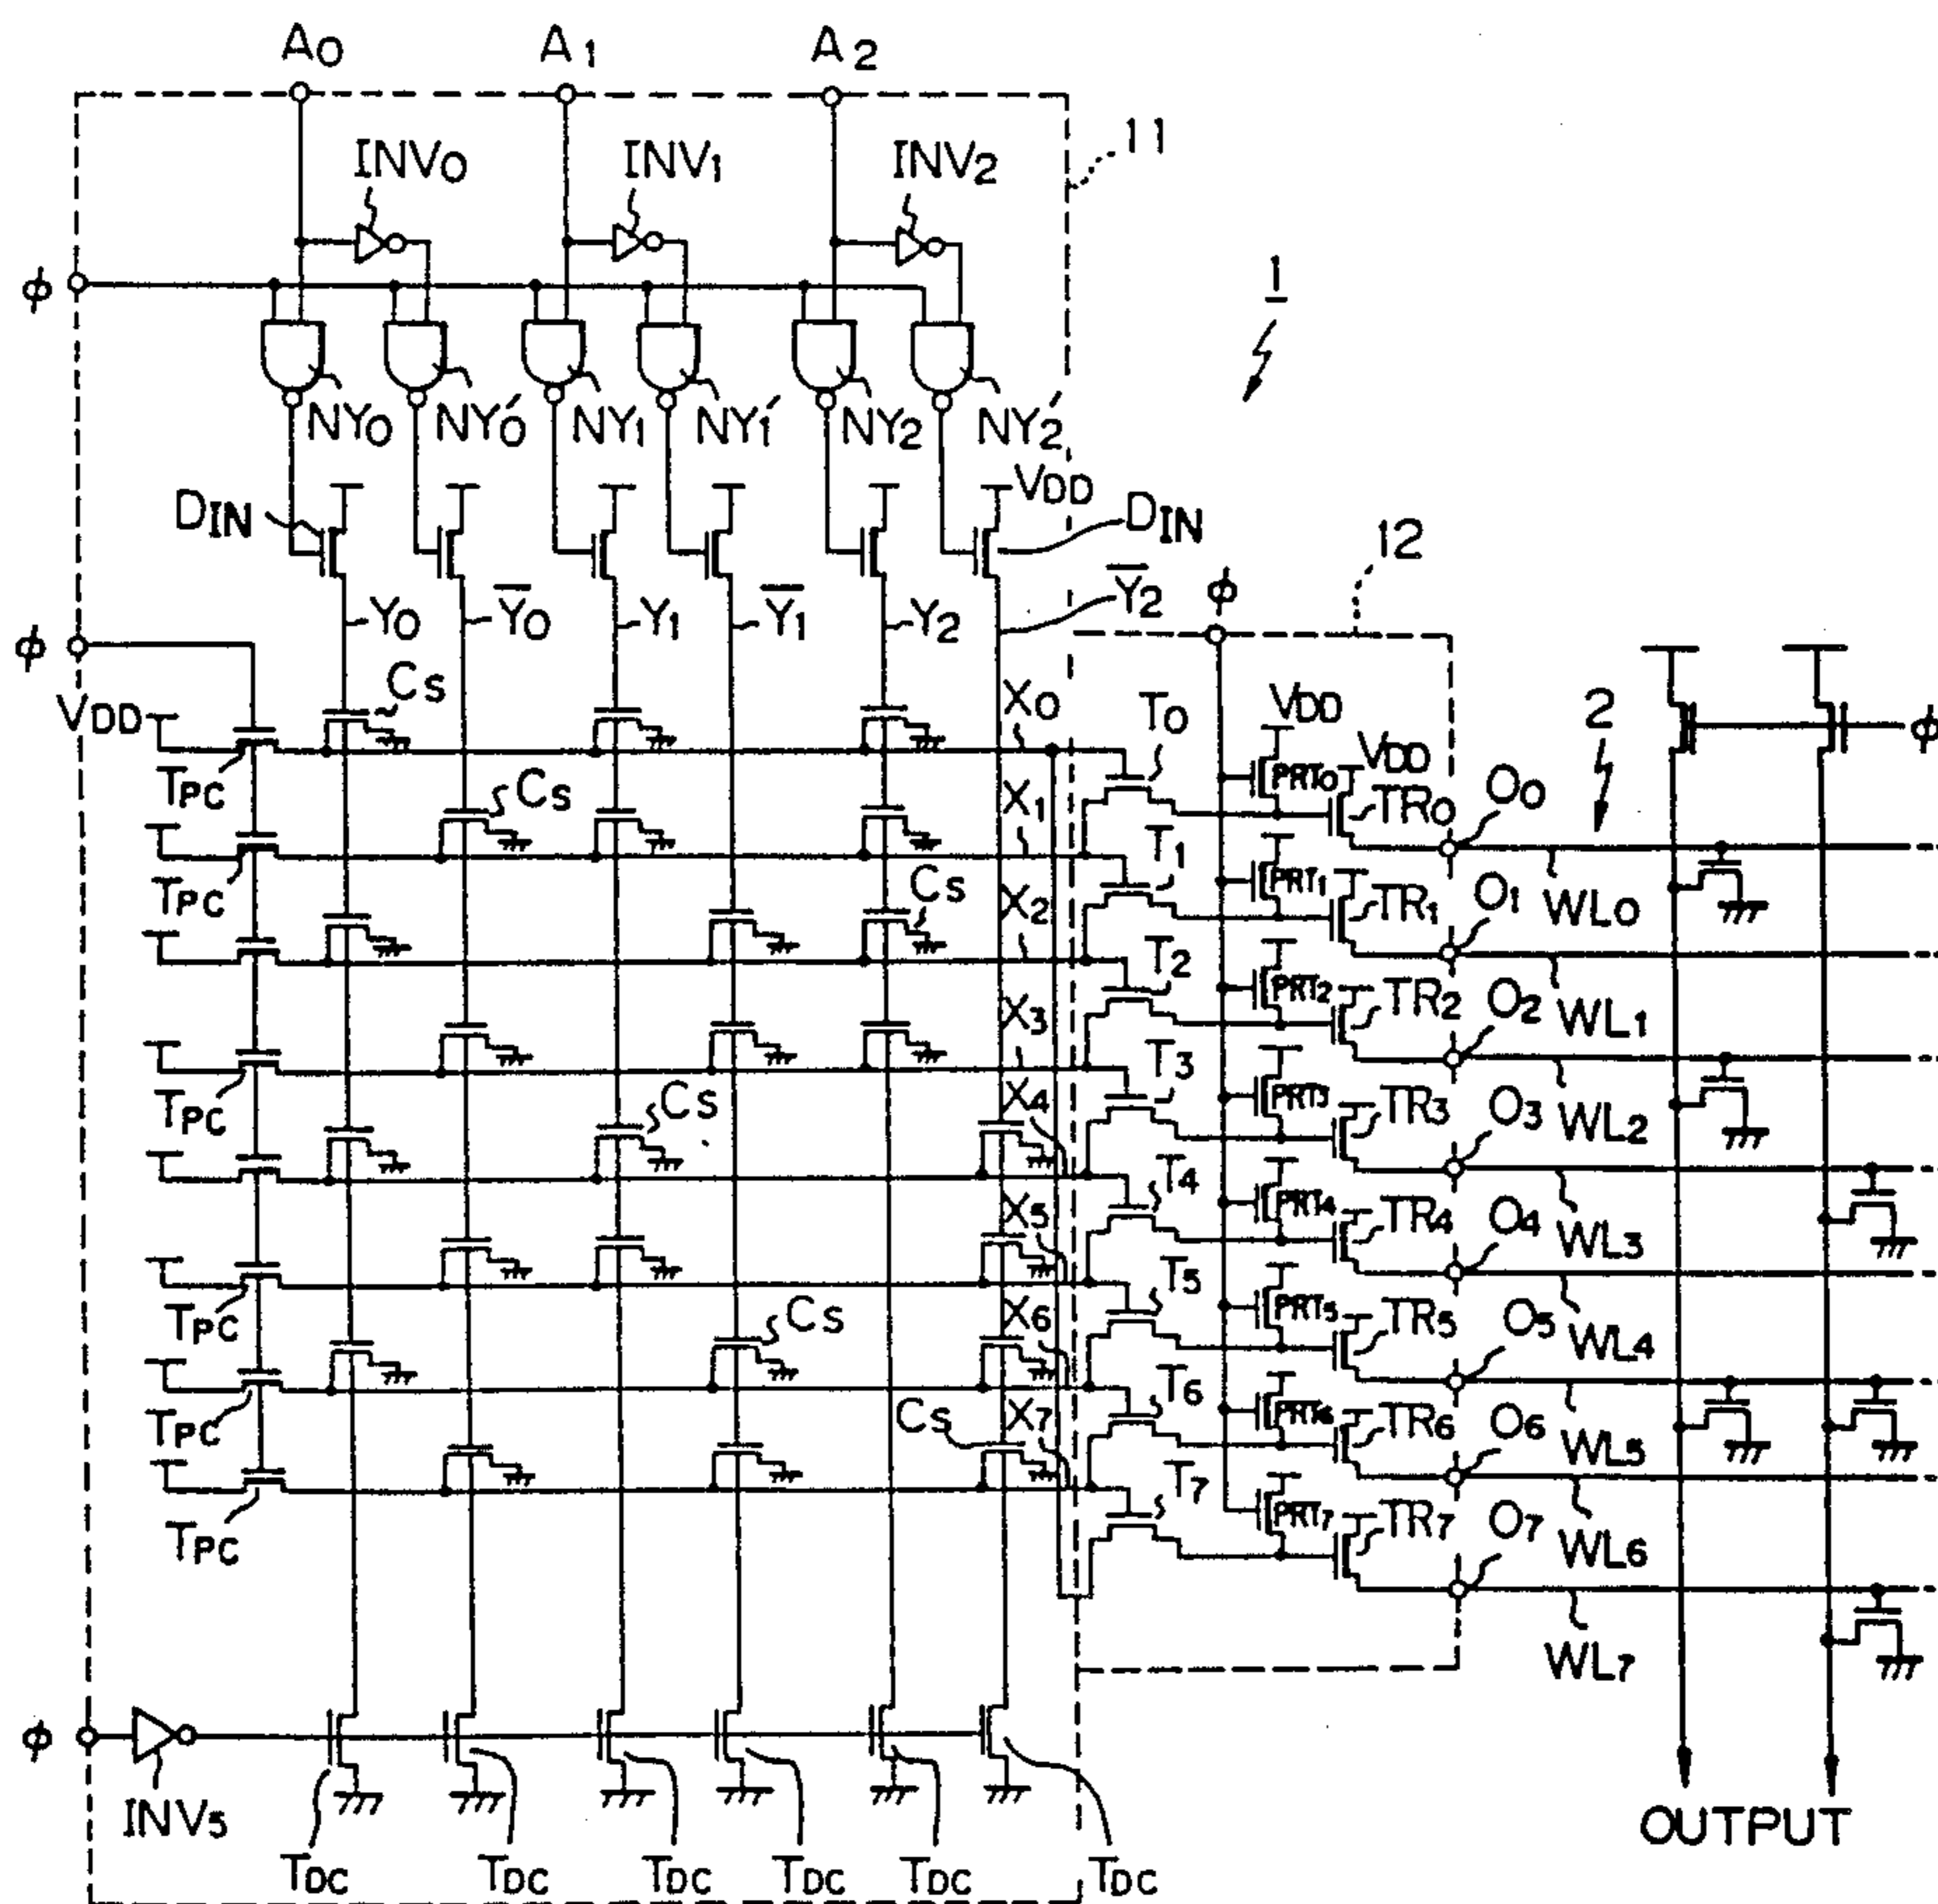 A0 A1 A2
INV0 INV1 INV2 11
ϕ 1
NY0 NY0' NY1 NY1' NY2 NY2'
VDD
DIN DIN 12
Y0 Y̅0 Y1 Y̅1 Y2 Y̅2 ϕ
ϕ
VDD Cs X0 T0 VDD 2 ϕ
TPC PRT0 VDD TR0 O0
Cs X1 T1
TPC PRT1 TR1 O1 WL0
Cs X2 T2
PRT2 TR2 O2 WL1
X3 T3
TPC Cs X4 PRT3 TR3 O3 WL2
T4
X5 PRT4 TR4 O4 WL3
T5
TPC Cs X6 PRT5 TR5 O5 WL4
T6
TPC Cs X7 PRT6 TR6 O6 WL5
T7
TPC PRT7 TR7 O7 WL6
WL7
ϕ
INV5 OUTPUT
TDC TDC TDC TDC TDC TDC